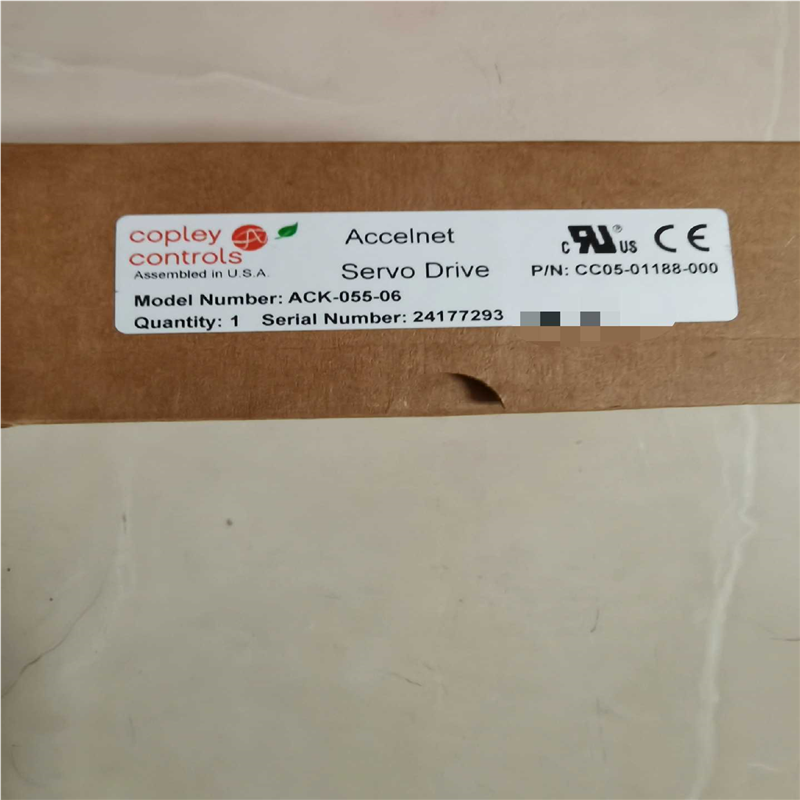 copley
controls
Assembled in U.S.A.
Accelnet
Servo Drive
c RU® US CE
P/N: CC05-01188-000
Model Number: ACK-055-06
Quantity: 1 Serial Number: 24177293